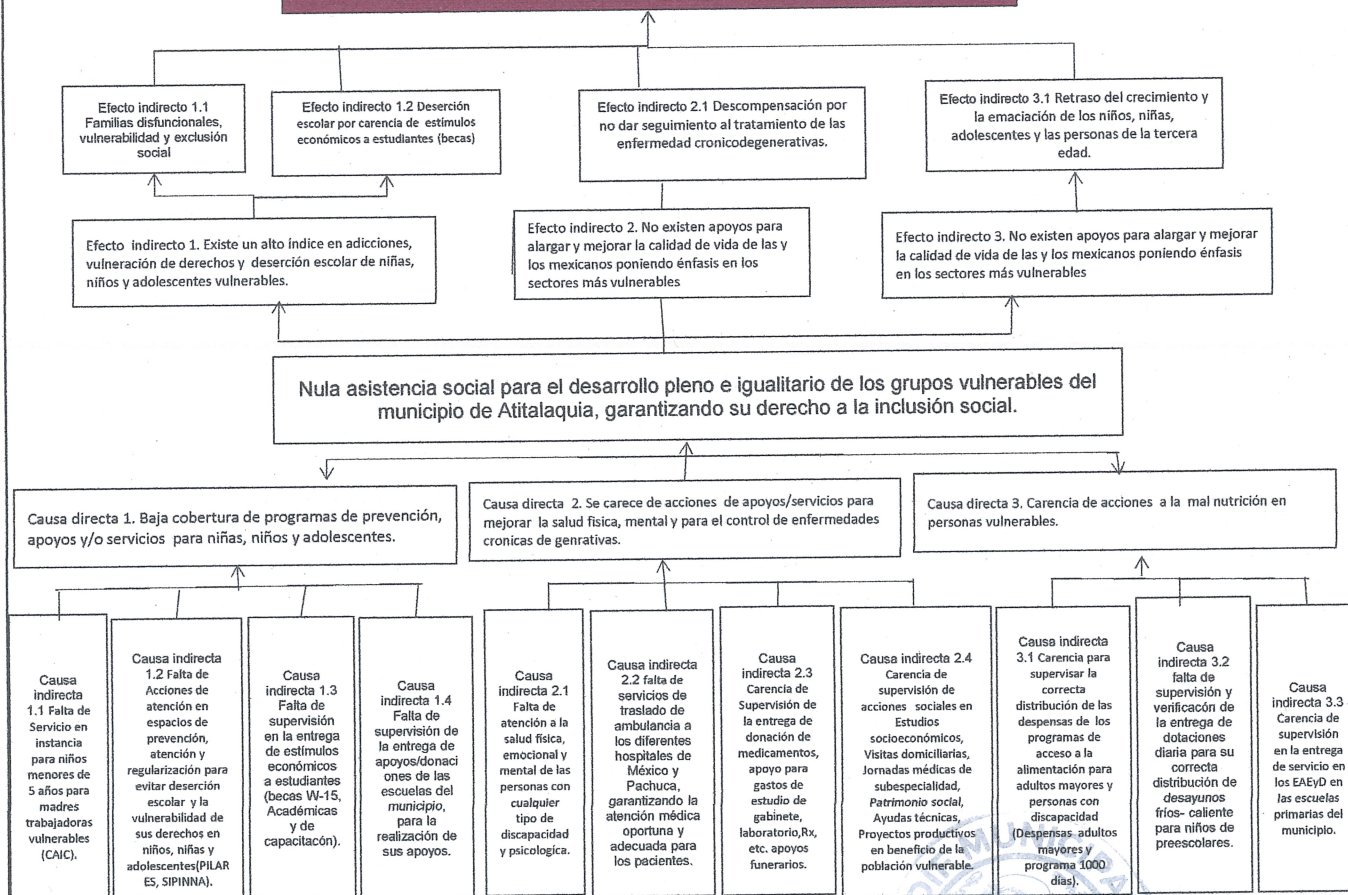 Efecto indirecto 1.1
Familias disfuncionales,
vulnerabilidad y exclusión
social
Efecto indirecto 1.2 Deserción
escolar por carencia de estímulos
económicos a estudiantes (becas)
Efecto indirecto 2.1 Descompensación por
no dar seguimiento al tratamiento de las
enfermedad cronicodegenerativas.
Efecto indirecto 3.1 Retraso del crecimiento y
la emaciación de los niños, niñas,
adolescentes y las personas de la tercera
edad.
Efecto indirecto 1. Existe un alto índice en adicciones,
vulneración de derechos y deserción escolar de niñas,
niños y adolescentes vulnerables.
Efecto indirecto 2. No existen apoyos para
alargar y mejorar la calidad de vida de las y
los mexicanos poniendo énfasis en los
sectores más vulnerables
Efecto indirecto 3. No existen apoyos para alargar y mejorar
la calidad de vida de las y los mexicanos poniendo énfasis
en los sectores más vulnerables
Nula asistencia social para el desarrollo pleno e igualitario de los grupos vulnerables del
municipio de Atitalaquia, garantizando su derecho a la inclusión social.
Causa directa 1. Baja cobertura de programas de prevención,
apoyos y/o servicios para niñas, niños y adolescentes.
Causa directa 2. Se carece de acciones de apoyos/servicios para
mejorar la salud fisica, mental y para el control de enfermedades
cronicas de genrativas.
Causa directa 3. Carencia de acciones a la mal nutrición en
personas vulnerables.
Causa
indirecta
1.1 Falta de
Servicio en
instancia
para niños
menores de
5 años para
madres
trabajadoras
vulnerables
(CAIC).
Causa indirecta
1.2 Falta de
Acciones de
atención en
espacios de
prevención,
atención y
regularización para
evitar deserción
escolar y la
vulnerabilidad de
sus derechos en
niños, niñas y
adolescentes(PILAR
ES, SIPINNA).
Causa
indirecta 1.3
Falta de
supervisión
en la entrega
de estímulos
económicos
a estudiantes
(becas W-15,
Académicas
y de
capacitacón).
Causa
indirecta 1.4
Falta de
supervisión de
la entrega de
apoyos/donaci
ones de las
escuelas del
municipio,
para la
realización de
sus apoyos.
Causa
indirecta 2.1
Falta de
atención a la
salud física,
emocional y
mental de las
personas con
cualquier
tipo de
discapacidad
y psicologica.
Causa indirecta
2.2 falta de
servicios de
traslado de
ambulancia a
los diferentes
hospitales de
México y
Pachuca,
garantizando la
atención médica
oportuna y
adecuada para
los pacientes.
Causa
indirecta 2.3
Carencia de
Supervisión de
la entrega de
donación de
medicamentos,
apoyo para
gastos de
estudio de
gabinete,
laboratorio,Rx,
etc. apoyos
funerarios.
Causa indirecta 2.4
Carencia de
supervisión de
acciones sociales en
Estudios
socioeconómicos,
Visitas domiciliarias,
Jornadas médicas de
subespecialidad,
Patrimonio social,
Ayudas técnicas,
Proyectos productivos
en beneficio de la
población vulnerable.
Causa indirecta
3.1 Carencia para
supervisar la
correcta
distribución de las
despensas de los
programas de
acceso a la
alimentación para
adultos mayores y
personas con
discapacidad
(Despensas adultos
mayores y
programa 1000
días).
Causa
indirecta 3.2
falta de
supervisión y
verificacón de
la entrega de
dotaciones
diaria para su
correcta
distribución de
desayunos
fríos- caliente
para niños de
preescolares.
Causa
indirecta 3.3
Carencia de
supervisión
en la entrega
de servicio en
los EAEyD en
las escuelas
primarias del
municipio.
DIF MUNICIPA